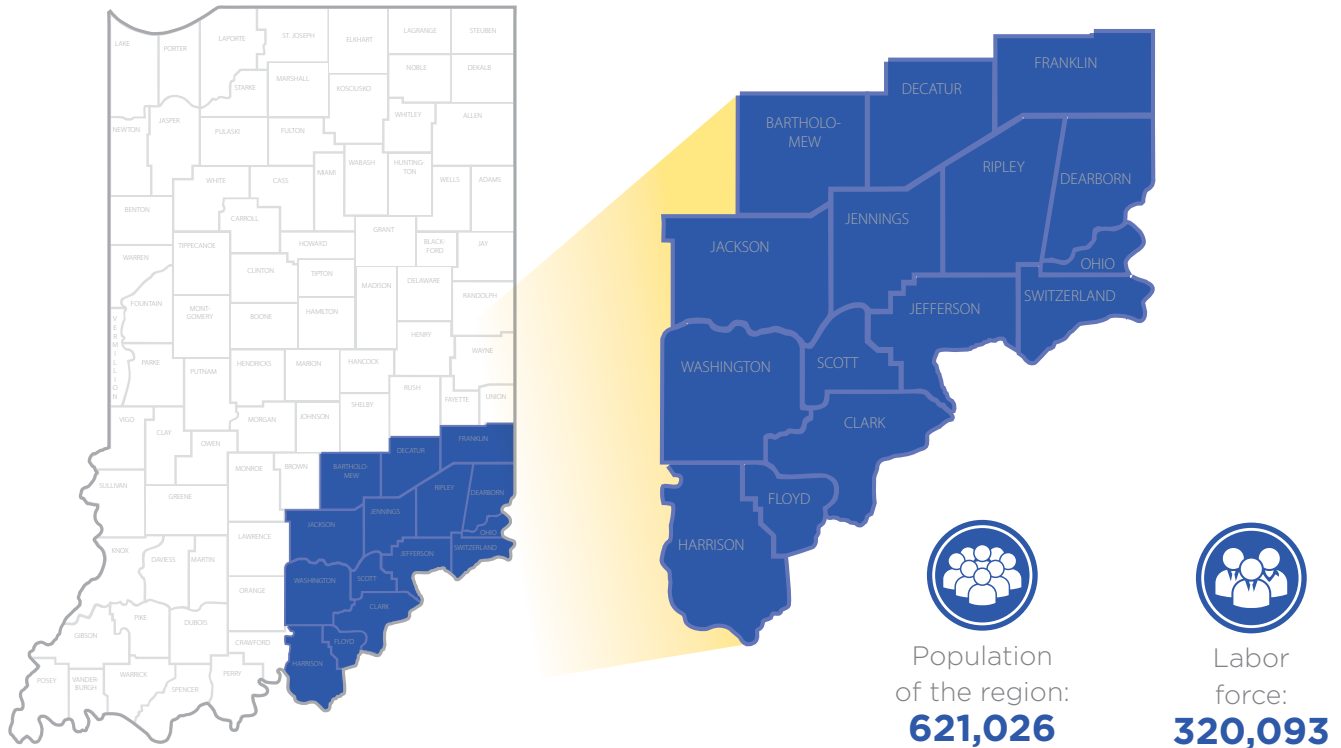 LAKE
PORTER
LAPORTE
ST. JOSEPH
ELKHART
LAGRANGE
STEUBEN
NOBLE
DEKALB
STARKE
MARSHALL
KOSCIUSKO
NEWTON
JASPER
PULASKI
FULTON
WHITLEY
ALLEN
WHITE
CASS
MIAMI
WABASH
HUNTING-
TON
WELLS
ADAMS
BENTON
CARROLL
GRANT
WARREN
TIPPECANOE
HOWARD
BLACK-
FORD
JAY
CLINTON
TIPTON
MADISON
DELAWARE
RANDOLPH
FOUNTAIN
MONT-
GOMERY
BOONE
HAMILTON
HENRY
WAYNE
VERMILLION
PARKE
PUTNAM
HENDRICKS
MARION
HANCOCK
RUSH
FAYETTE
UNION
VIGO
CLAY
OWEN
MORGAN
JOHNSON
SHELBY
SULLIVAN
GREENE
MONROE
BROWN
BARTHOLO-
MEW
DECATUR
FRANKLIN
RIPLEY
DEARBORN
JACKSON
JENNINGS
OHIO
SWITZERLAND
JEFFERSON
LAWRENCE
KNOX
DAVIESS
MARTIN
ORANGE
WASHINGTON
SCOTT
CLARK
GIBSON
PIKE
DUBOIS
CRAWFORD
FLOYD
HARRISON
POSEY
VANDER-
BURGH
WARRICK
SPENCER
PERRY
FRANKLIN
DECATUR
BARTHOLO-
MEW
RIPLEY
DEARBORN
JENNINGS
JACKSON
OHIO
SWITZERLAND
JEFFERSON
WASHINGTON
SCOTT
CLARK
FLOYD
HARRISON
Population
of the region:
621,026
Labor
force:
320,093